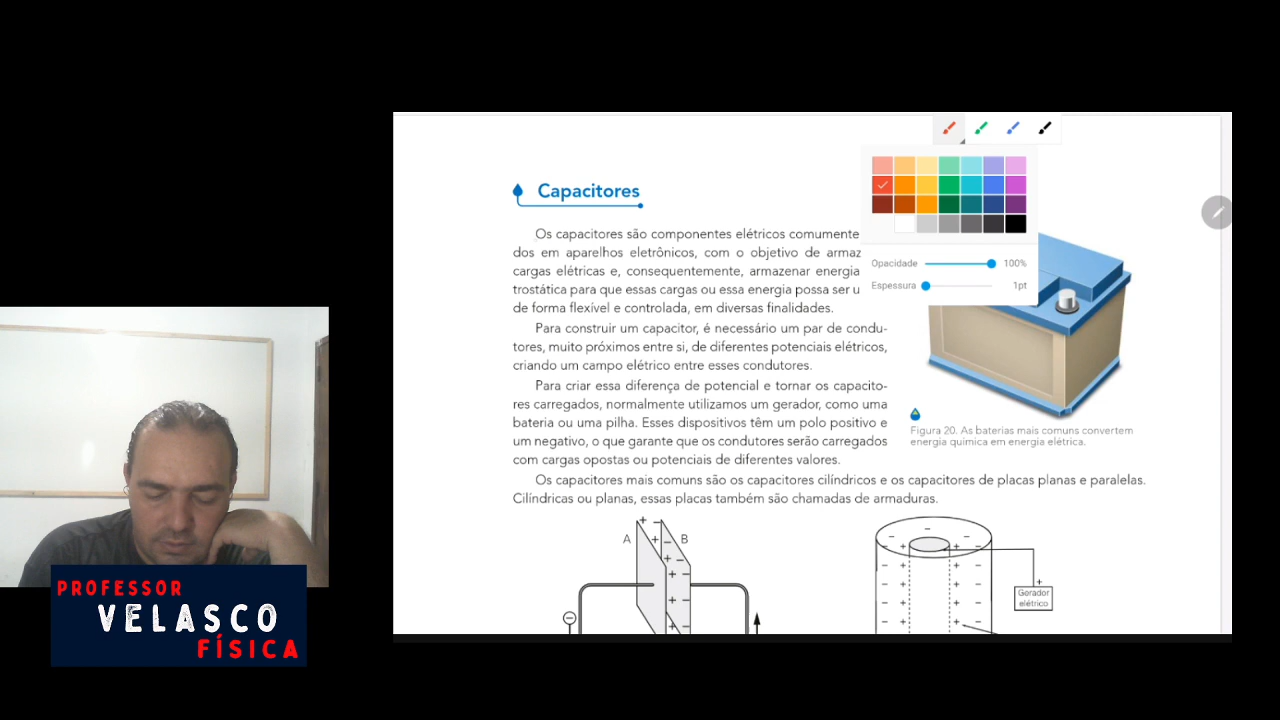 Capacitores
Os capacitores são componentes elétricos comumente
dos em aparelhos eletrônicos, com o objetivo de armaz
cargas elétricas e, consequentemente, armazenar energia
trostática para que essas cargas ou essa energia possa ser u
de forma flexível e controlada, em diversas finalidades.
Para construir um capacitor, é necessário um par de condu-
tores, muito próximos entre si, de diferentes potenciais elétricos,
criando um campo elétrico entre esses condutores.
Para criar essa diferença de potencial e tornar os capacito-
res carregados, normalmente utilizamos um gerador, como uma
bateria ou uma pilha. Esses dispositivos têm um polo positivo e
um negativo, o que garante que os condutores serão carregados
com cargas opostas ou potenciais de diferentes valores.
Opacidade 100%
Espessura 1pt
Figura 20. As baterias mais comuns convertem
energia química em energia elétrica.
Os capacitores mais comuns são os capacitores cilíndricos e os capacitores de placas planas e paralelas.
Cilíndricas ou planas, essas placas também são chamadas de armaduras.
A
B
Gerador
elétrico
PROFESSOR
VELASCO
FÍSICA